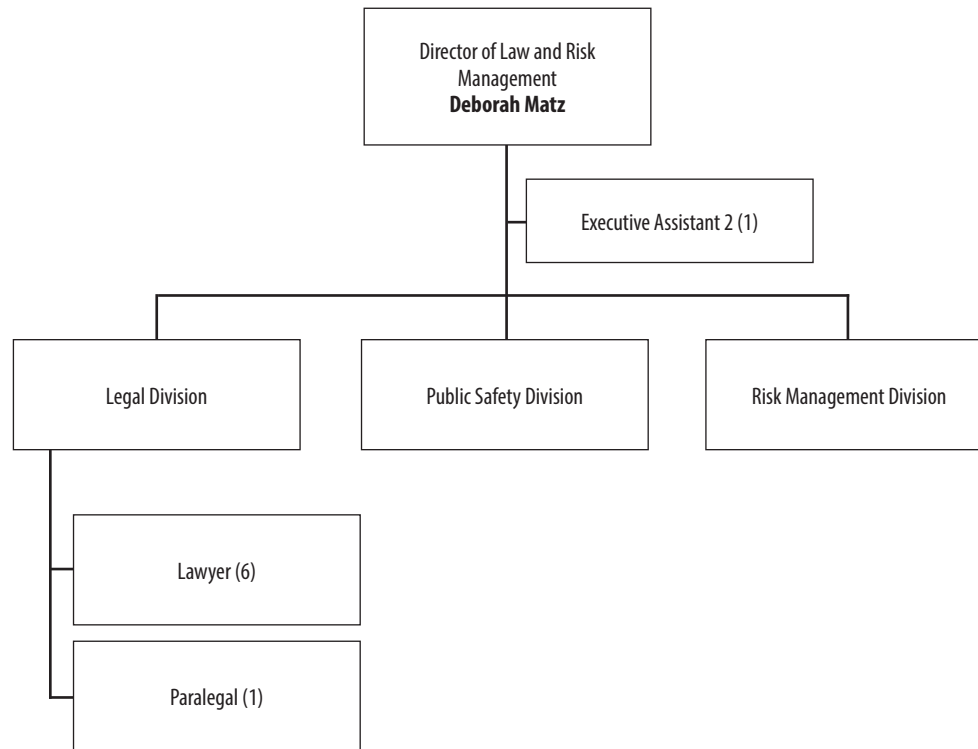 Director of Law and Risk
Management
Deborah Matz
Executive Assistant 2 (1)
Legal Division
Public Safety Division
Risk Management Division
Lawyer (6)
Paralegal (1)